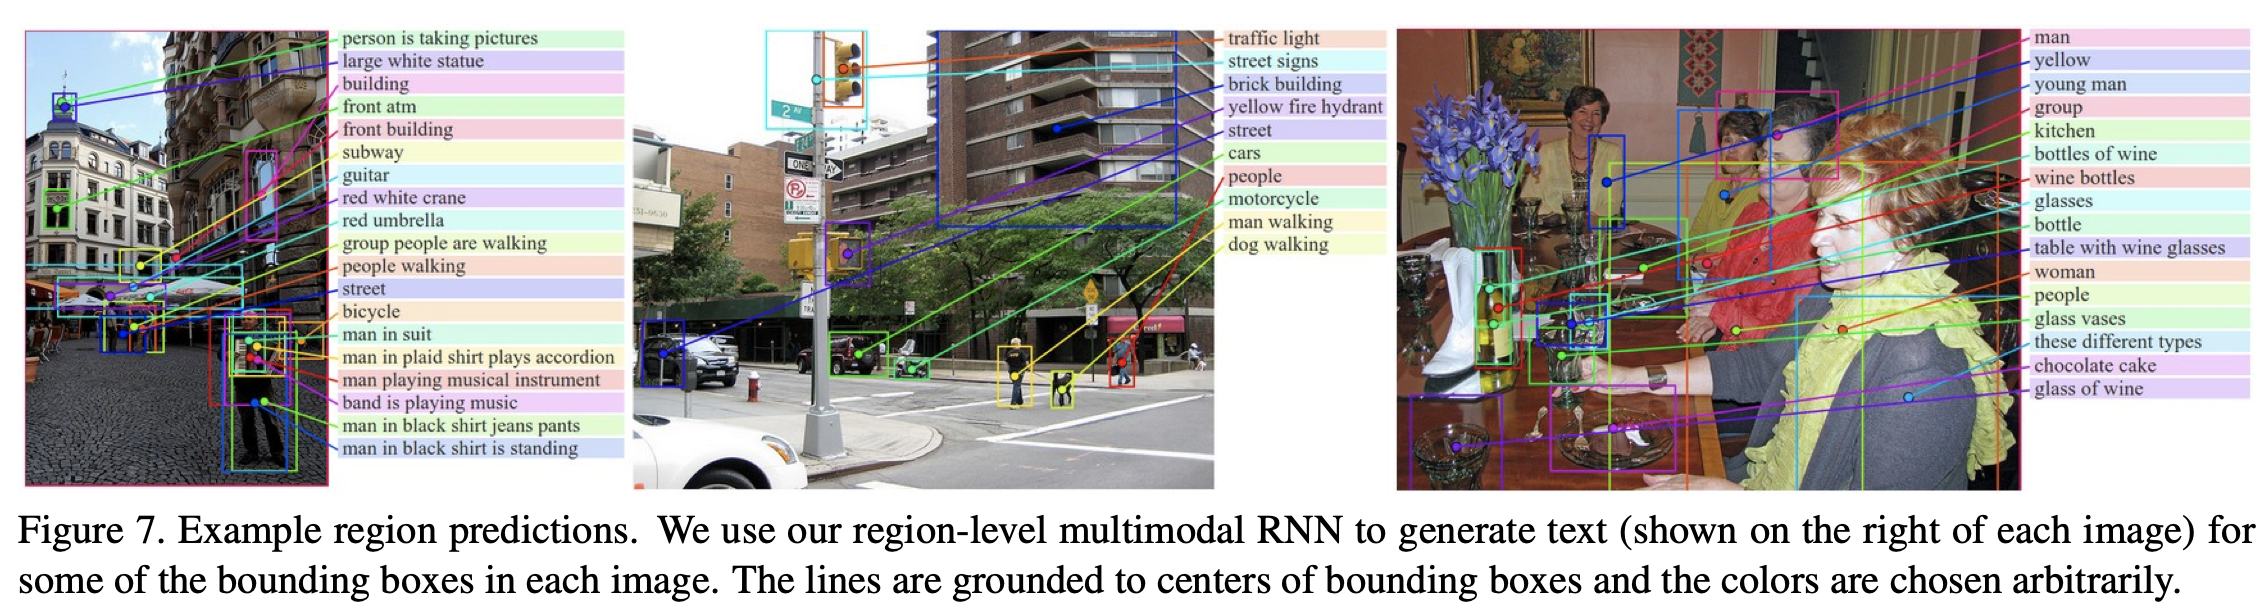 person is taking pictures
large white statue
building
front atm
front building
subway
guitar
red white crane
red umbrella
group people are walking
people walking
street
bicycle
man in suit
man in plaid shirt plays accordion
man playing musical instrument
band is playing music
man in black shirt jeans pants
man in black shirt is standing
2 AV
ONE WAY
traffic light
street signs
brick building
yellow fire hydrant
street
cars
people
motorcycle
man walking
dog walking
man
yellow
young man
group
kitchen
bottles of wine
wine bottles
glasses
bottle
table with wine glasses
woman
people
glass vases
these different types
chocolate cake
glass of wine
Figure 7. Example region predictions. We use our region-level multimodal RNN to generate text (shown on the right of each image) for
some of the bounding boxes in each image. The lines are grounded to centers of bounding boxes and the colors are chosen arbitrarily.